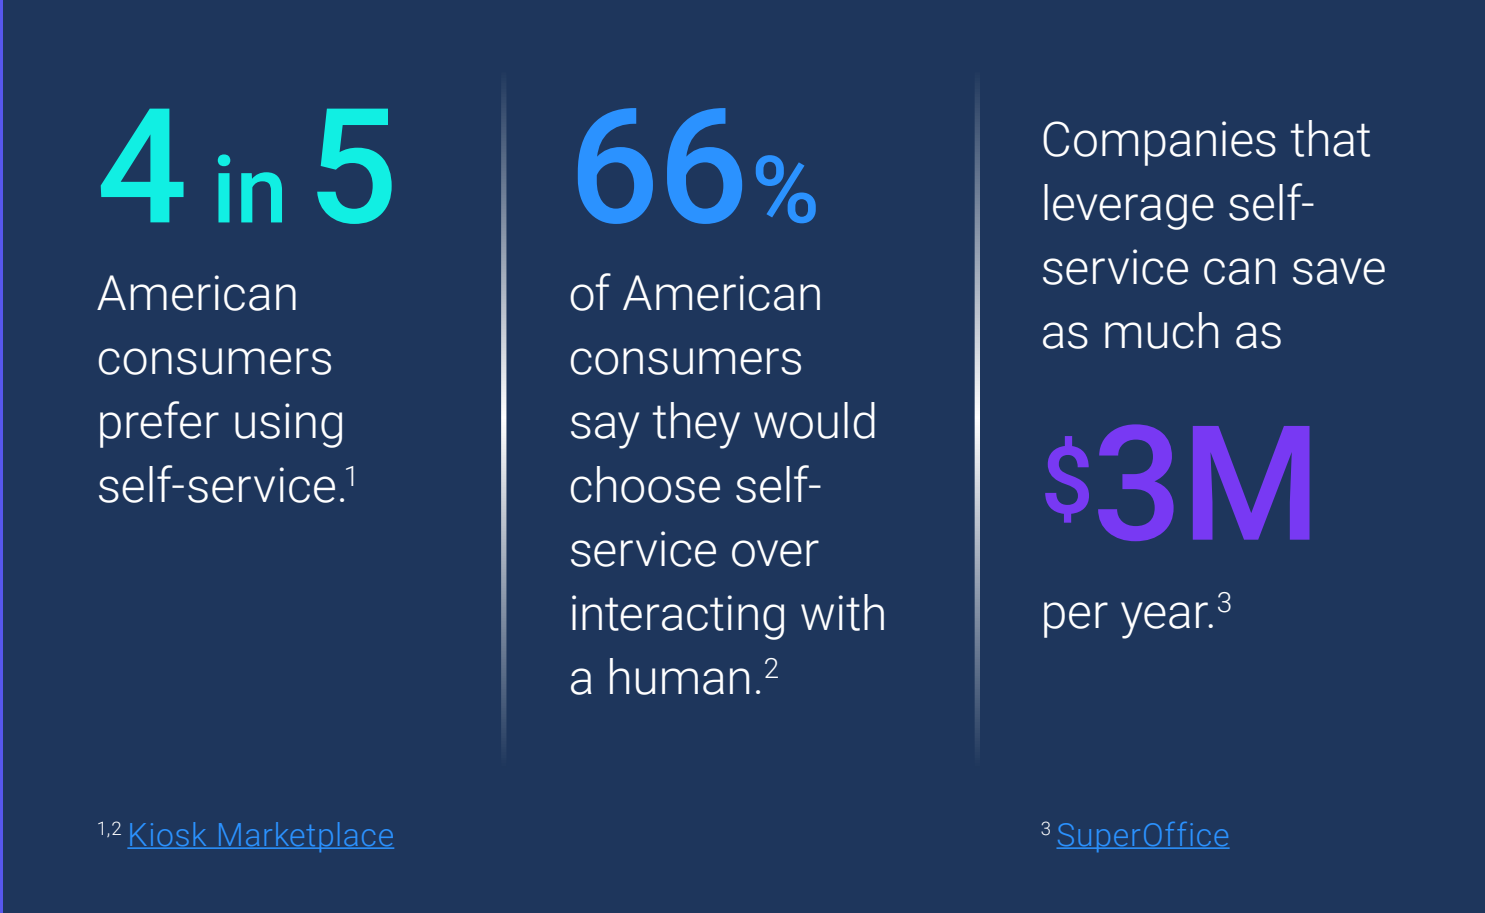 4 in 5
American
consumers
prefer using
self-service.¹
66%
of American
consumers
say they would
choose self-
service over
interacting with
a human.²
Companies that
leverage self-
service can save
as much as
$3M
per year.³
¹,² Kiosk Marketplace
³ SuperOffice